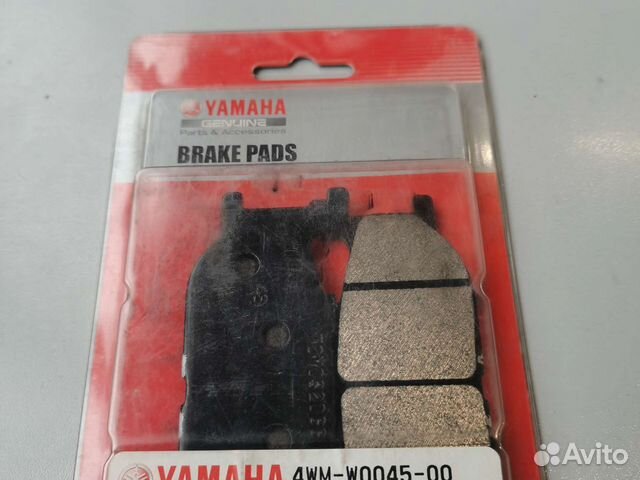 YAMAHA
GENUINE
Parts & Accessories
BRAKE PADS
YAMAHA 4WM-W0045-00
Avito